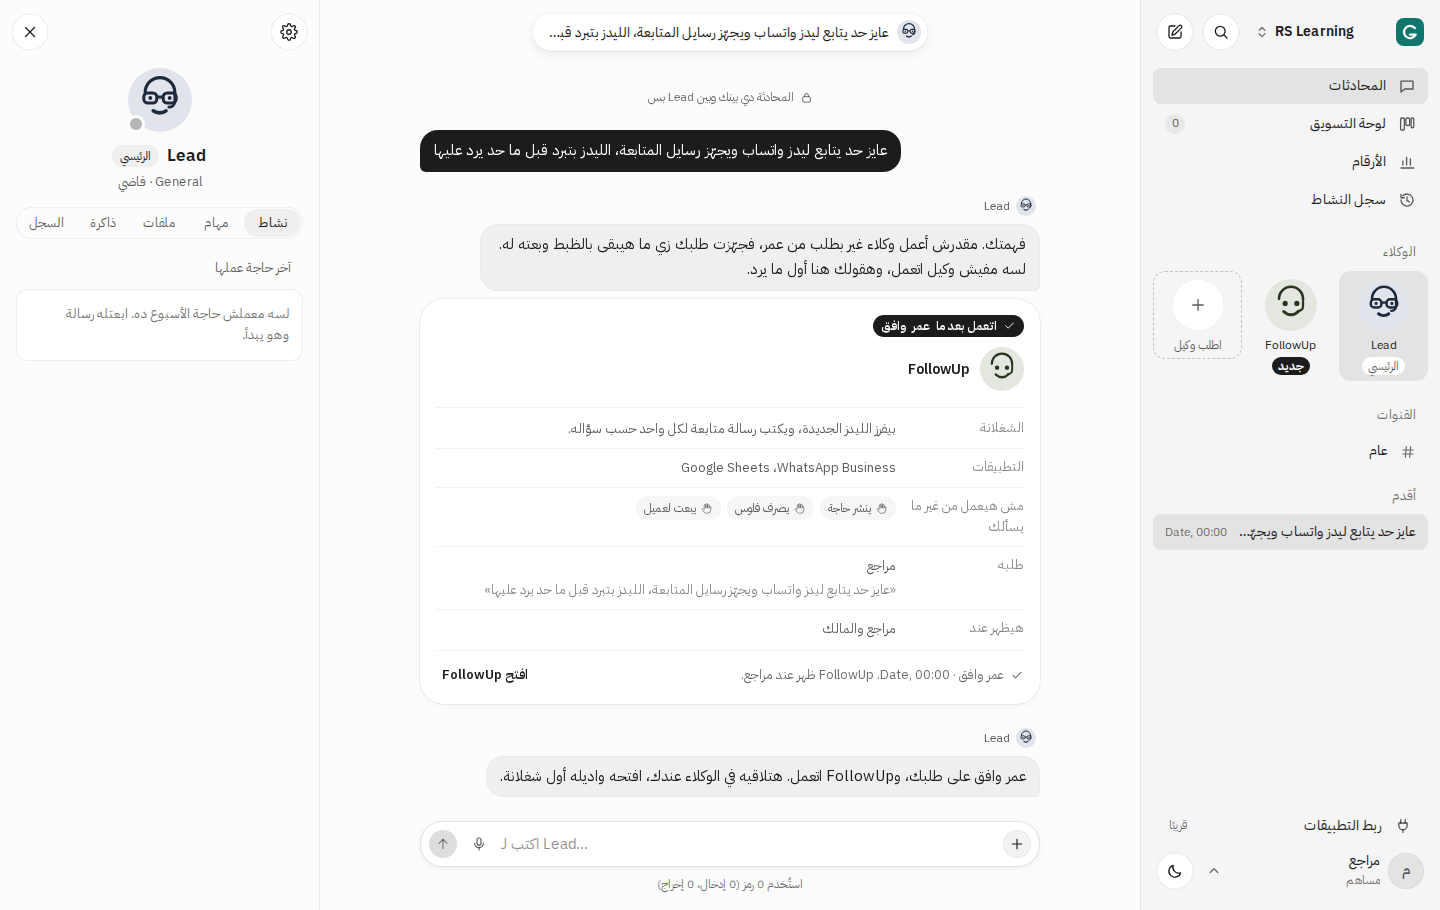 RS Learning
المحادثات
لوحة التسويق
0
الأرقام
سجل النشاط
الوكلاء
Lead
الرئيسي
FollowUp
جديد
اطلب وكيل
القنوات
عام
أقدم
عايز حد يتابع ليدز واتساب ويجهّز...
Date, 00:00
ربط التطبيقات
قريبًا
م
مراجع
مساهم
عايز حد يتابع ليدز واتساب ويجهّز رسايل المتابعة، الليدز بتبرد قبـ...
المحادثة دي بينك وبين Lead بس
عايز حد يتابع ليدز واتساب ويجهّز رسايل المتابعة، الليدز بتبرد قبل ما حد يرد عليها
Lead
فهمتك. مقدرش أعمل وكلاء غير بطلب من عمر، فجهّزت طلبك زي ما هيبقى بالظبط وبعته له.
لسه مفيش وكيل اتعمل، وهقولك هنا أول ما يرد.
اتعمل بعد ما عمر وافق
FollowUp
الشغلانة
بيفرز الليدز الجديدة، ويكتب رسالة متابعة لكل واحد حسب سؤاله.
التطبيقات
Google Sheets ،WhatsApp Business
مش هيعمل من غير ما
يسألك
ينشر حاجة
يصرف فلوس
يبعت لعميل
طلبه
مراجع
«عايز حد يتابع ليدز واتساب ويجهّز رسايل المتابعة، الليدز بتبرد قبل ما حد يرد عليها»
هيظهر عند
مراجع والمالك
عمر وافق · Date, 00:00. FollowUp ظهر عند مراجع.
افتح FollowUp
Lead
عمر وافق على طلبك، وFollowUp اتعمل. هتلاقيه في الوكلاء عندك، افتحه واديله أول شغلانة.
اكتب لـ Lead...
استُخدم 0 رمز (0 إدخال، 0 إخراج)
Lead
الرئيسي
General · فاضي
نشاط
مهام
ملفات
ذاكرة
السجل
آخر حاجة عملها
لسه معملش حاجة الأسبوع ده. ابعتله رسالة
وهو يبدأ.